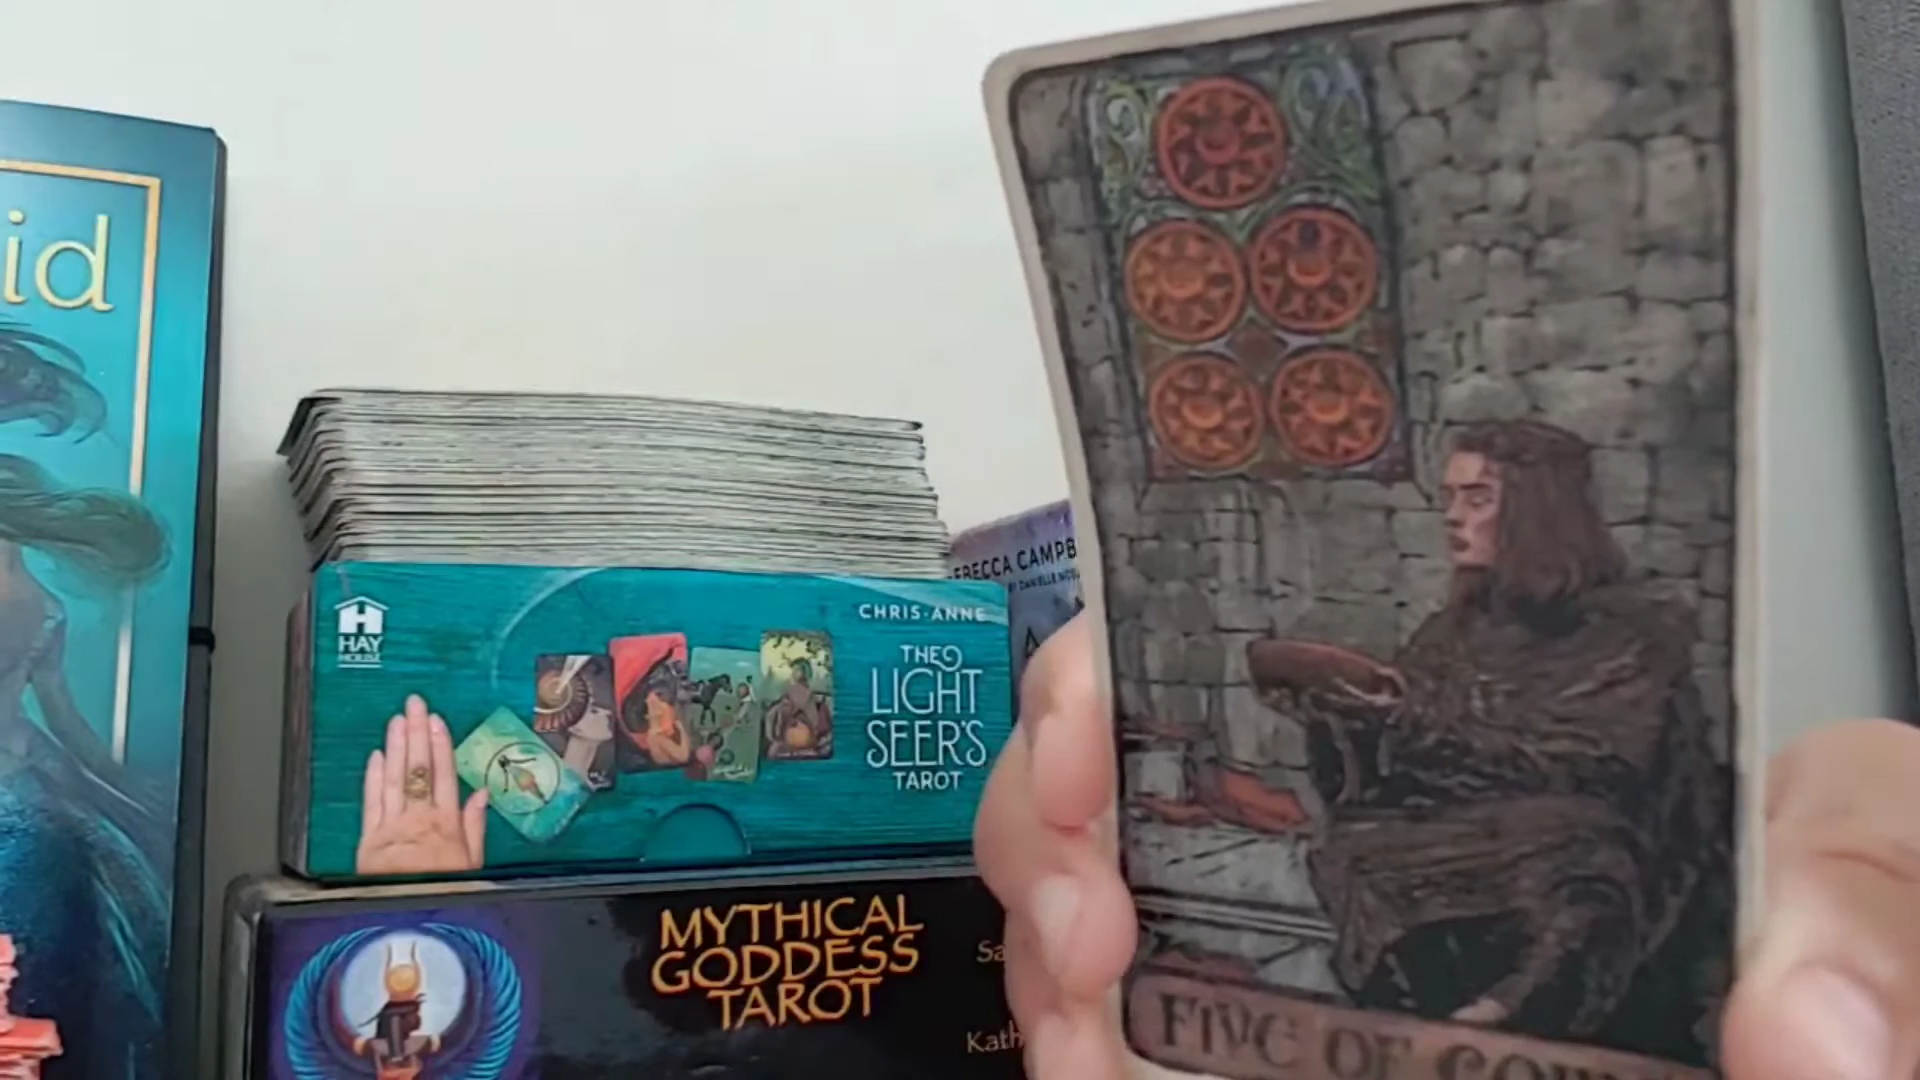 id
HAY
HOUSE
CHRIS-ANNE
THE
LIGHT
SEER'S
TAROT
MYTHICAL
GODDESS
TAROT
FIVE OF